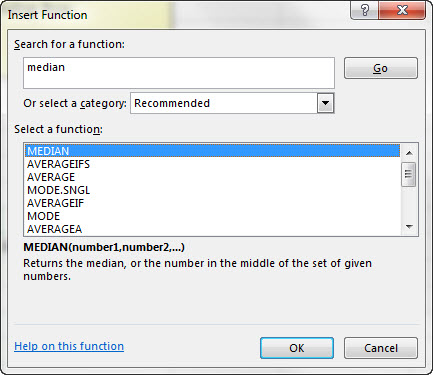 Insert Function
?
Search for a function:
median
Go
Or select a category:
Recommended
Select a function:
MEDIAN
AVERAGEIFS
AVERAGE
MODE.SNGL
AVERAGEIF
MODE
AVERAGEA
MEDIAN(number1,number2,...)
Returns the median, or the number in the middle of the set of given
numbers.
Help on this function
OK
Cancel